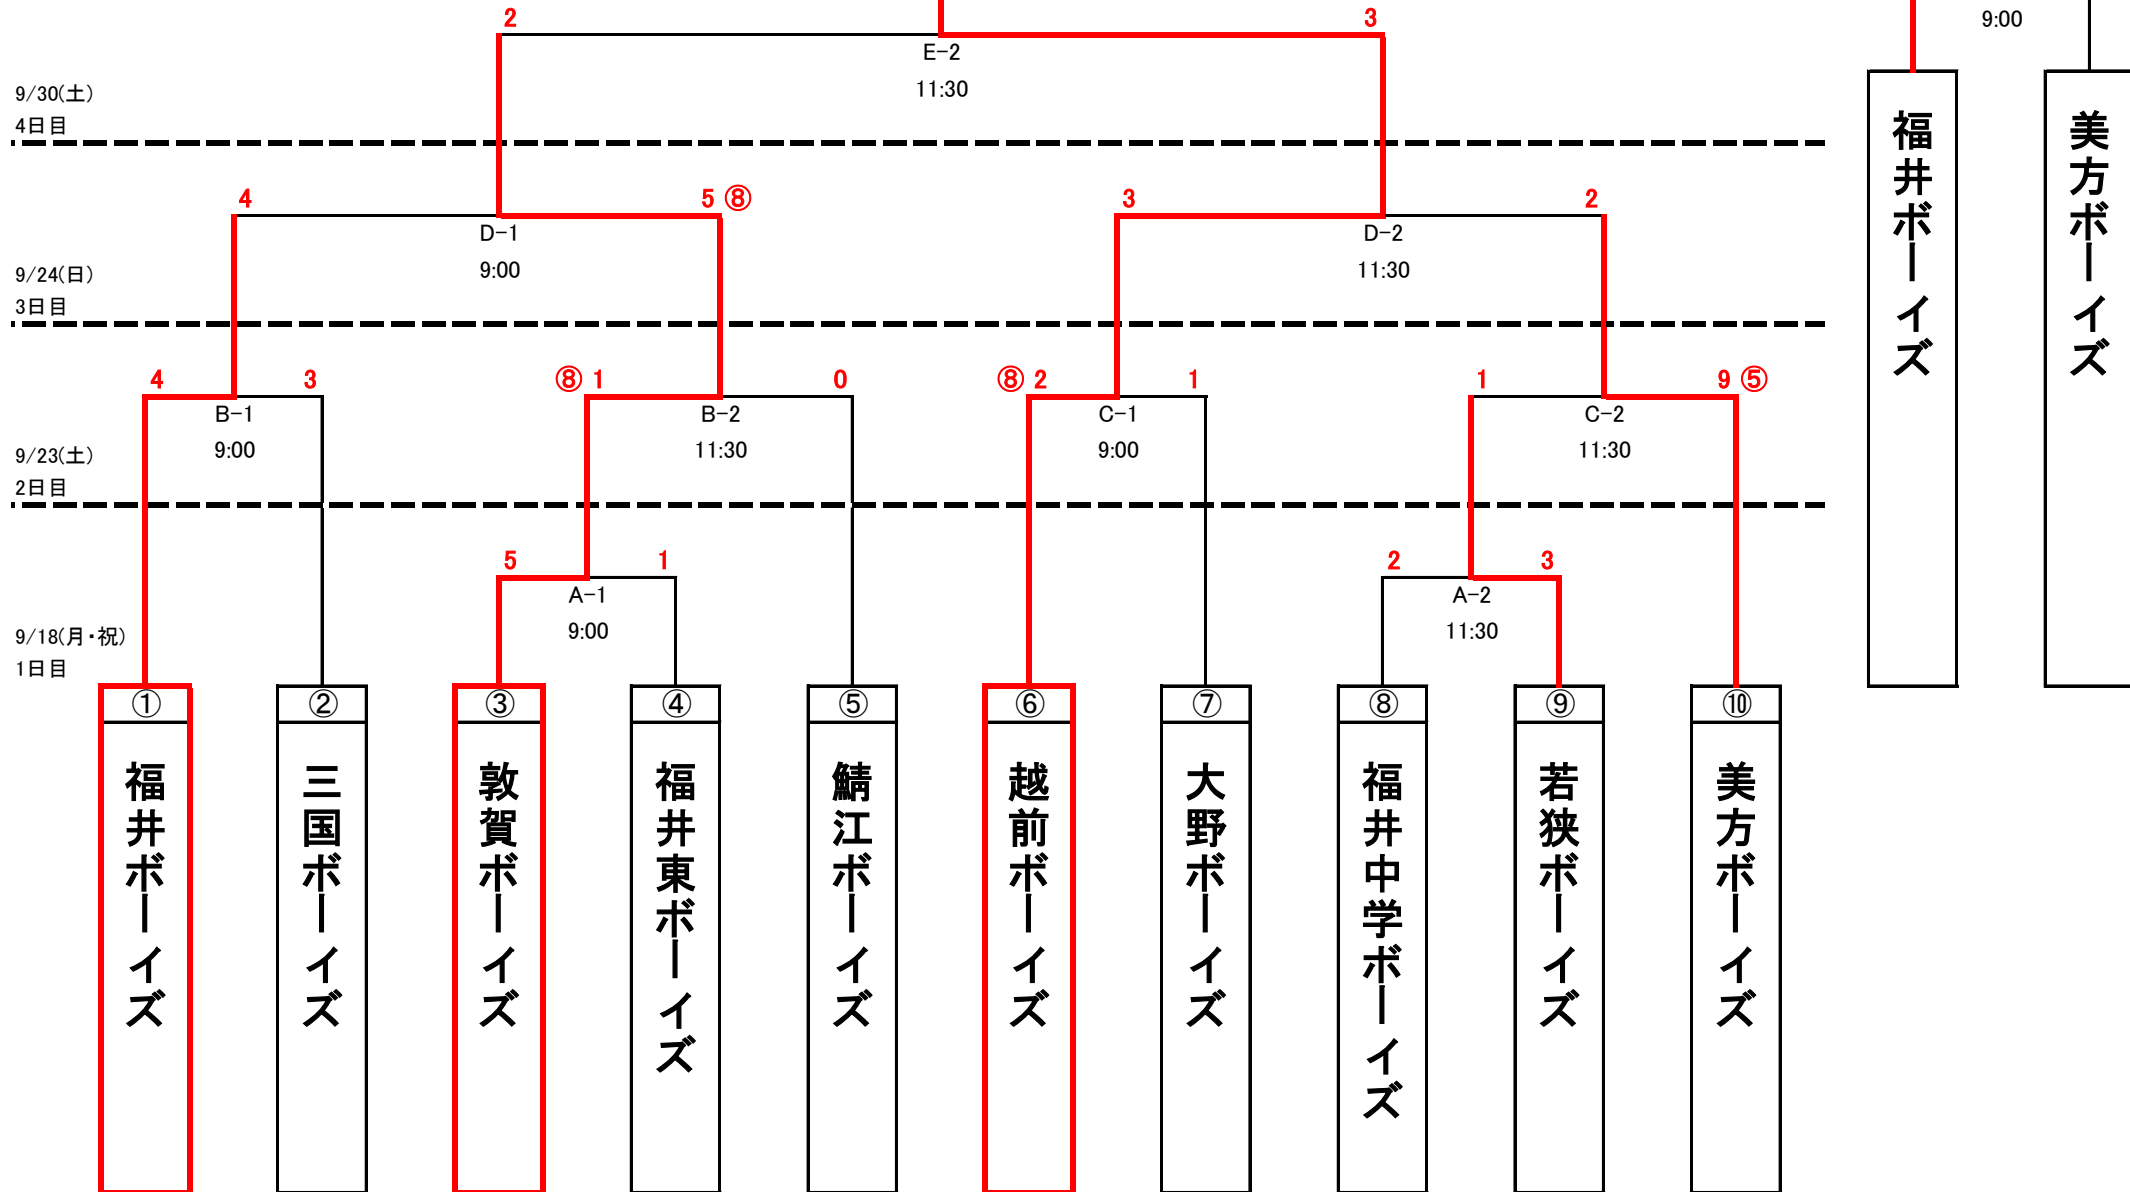 2 3 9:00
E-2
11:30
9/30(土)
4日目
4 5 ⑧ 3 2
D-1 D-2
9:00 11:30
9/24(日)
3日目
4 3 ⑧ 1 0 ⑧ 2 1 1 9 ⑤
B-1 B-2 C-1 C-2
9:00 11:30 9:00 11:30
9/23(土)
2日目
5 1 2 3
A-1 A-2
9:00 11:30
9/18(月・祝)
1日目
① ② ③ ④ ⑤ ⑥ ⑦ ⑧ ⑨ ⑩
福井ボーイズ
三国ボーイズ
敦賀ボーイズ
福井東ボーイズ
鯖江ボーイズ
越前ボーイズ
大野ボーイズ
福井中学ボーイズ
若狭ボーイズ
美方ボーイズ
福井ボーイズ
美方ボーイズ